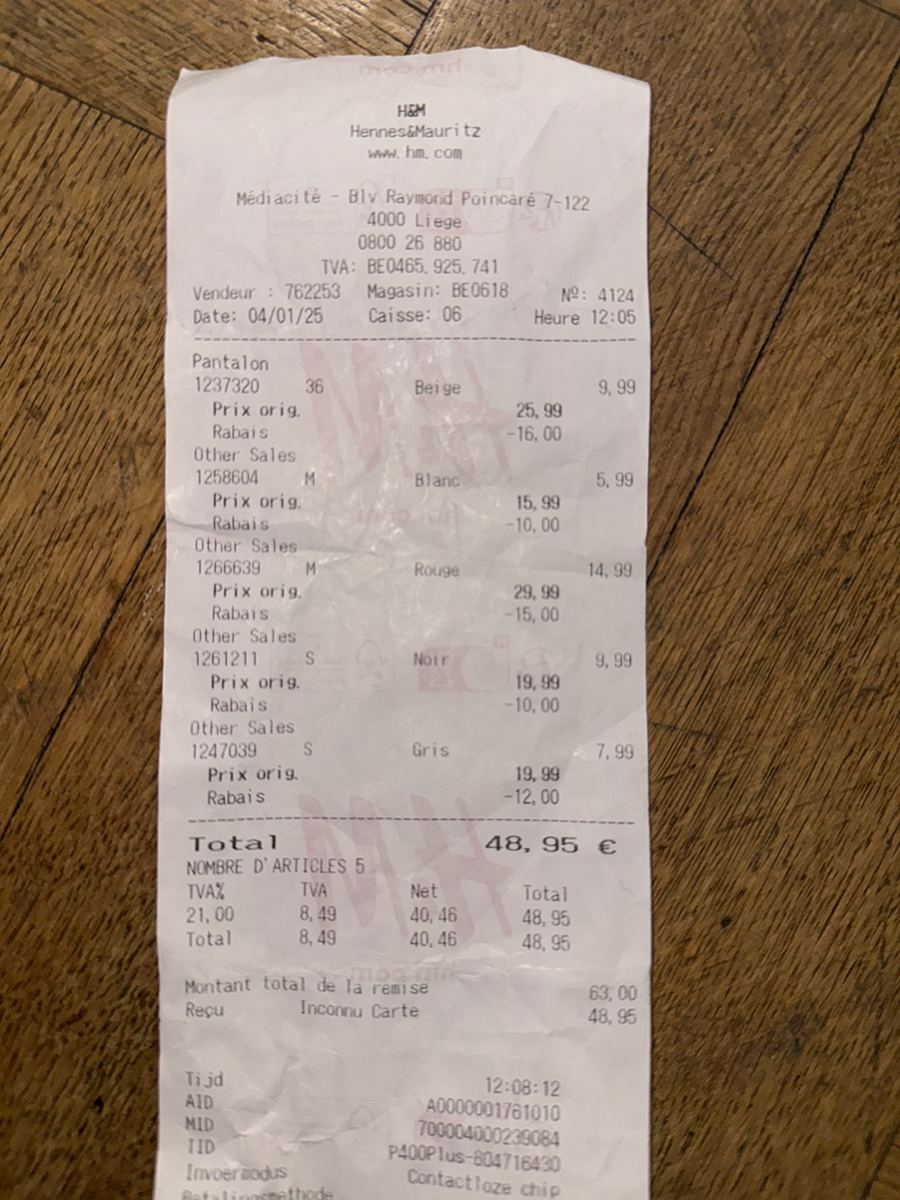 H&M
Hennes&Mauritz
www.hm.com
Médiacité - Blv Raymond Poincaré 7-122
4000 Liege
0800 26 880
TVA: BE0465.925.741
Vendeur : 762253 Magasin: BE0618 Nº: 4124
Date: 04/01/25 Caisse: 06 Heure 12:05
Pantalon
1237320 36 Beige 9,99
Prix orig. 25,99
Rabais -16,00
Other Sales
1258604 M Blanc 5,99
Prix orig. 15,99
Rabais -10,00
Other Sales
1266639 M Rouge 14,99
Prix orig. 29,99
Rabais -15,00
Other Sales
1261211 S Noir 9,99
Prix orig. 19,99
Rabais -10,00
Other Sales
1247039 S Gris 7,99
Prix orig. 19,99
Rabais -12,00
Total 48,95 €
NOMBRE D'ARTICLES 5
TVA% TVA Net Total
21,00 8,49 40,46 48,95
Total 8,49 40,46 48,95
Montant total de la remise 63,00
Reçu Inconnu Carte 48,95
Tijd 12:08:12
AID A0000001761010
MID 700004000239084
TID P400Plus-804716430
Invoermodus Contactloze chip
Betalingsmethode